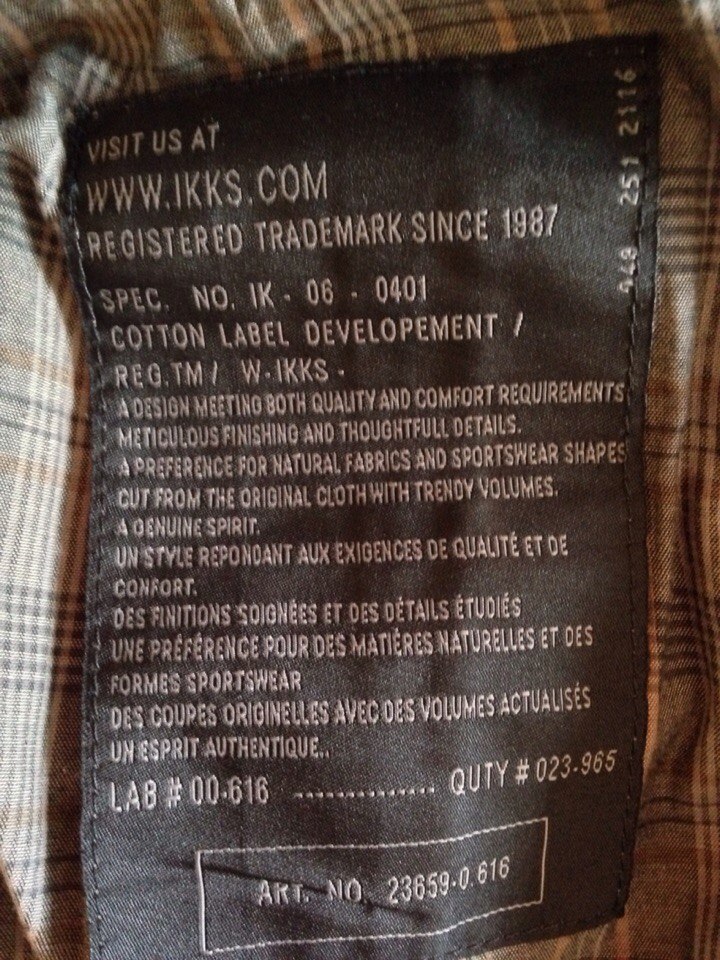 VISIT US AT
WWW.IKKS.COM
REGISTERED TRADEMARK SINCE 1987
SPEC. NO. IK - 06 - 0401
COTTON LABEL DEVELOPEMENT /
REG.TM / W-IKKS -
A DESIGN MEETING BOTH QUALITY AND COMFORT REQUIREMENTS
METICULOUS FINISHING AND THOUGHTFULL DETAILS.
A PREFERENCE FOR NATURAL FABRICS AND SPORTSWEAR SHAPES
CUT FROM THE ORIGINAL CLOTH WITH TRENDY VOLUMES.
A GENUINE SPIRIT.
UN STYLE REPONDANT AUX EXIGENCES DE QUALITÉ ET DE
CONFORT.
DES FINITIONS SOIGNÉES ET DES DÉTAILS ÉTUDIÉS
UNE PRÉFÉRENCE POUR DES MATIÉRES NATURELLES ET DES
FORMES SPORTSWEAR
DES COUPES ORIGINELLES AVEC DES VOLUMES ACTUALISÉS
UN ESPRIT AUTHENTIQUE..
LAB # 00-616 -------------- QUTY # 023-965
ART. NO. 23659-0.616
251 2116